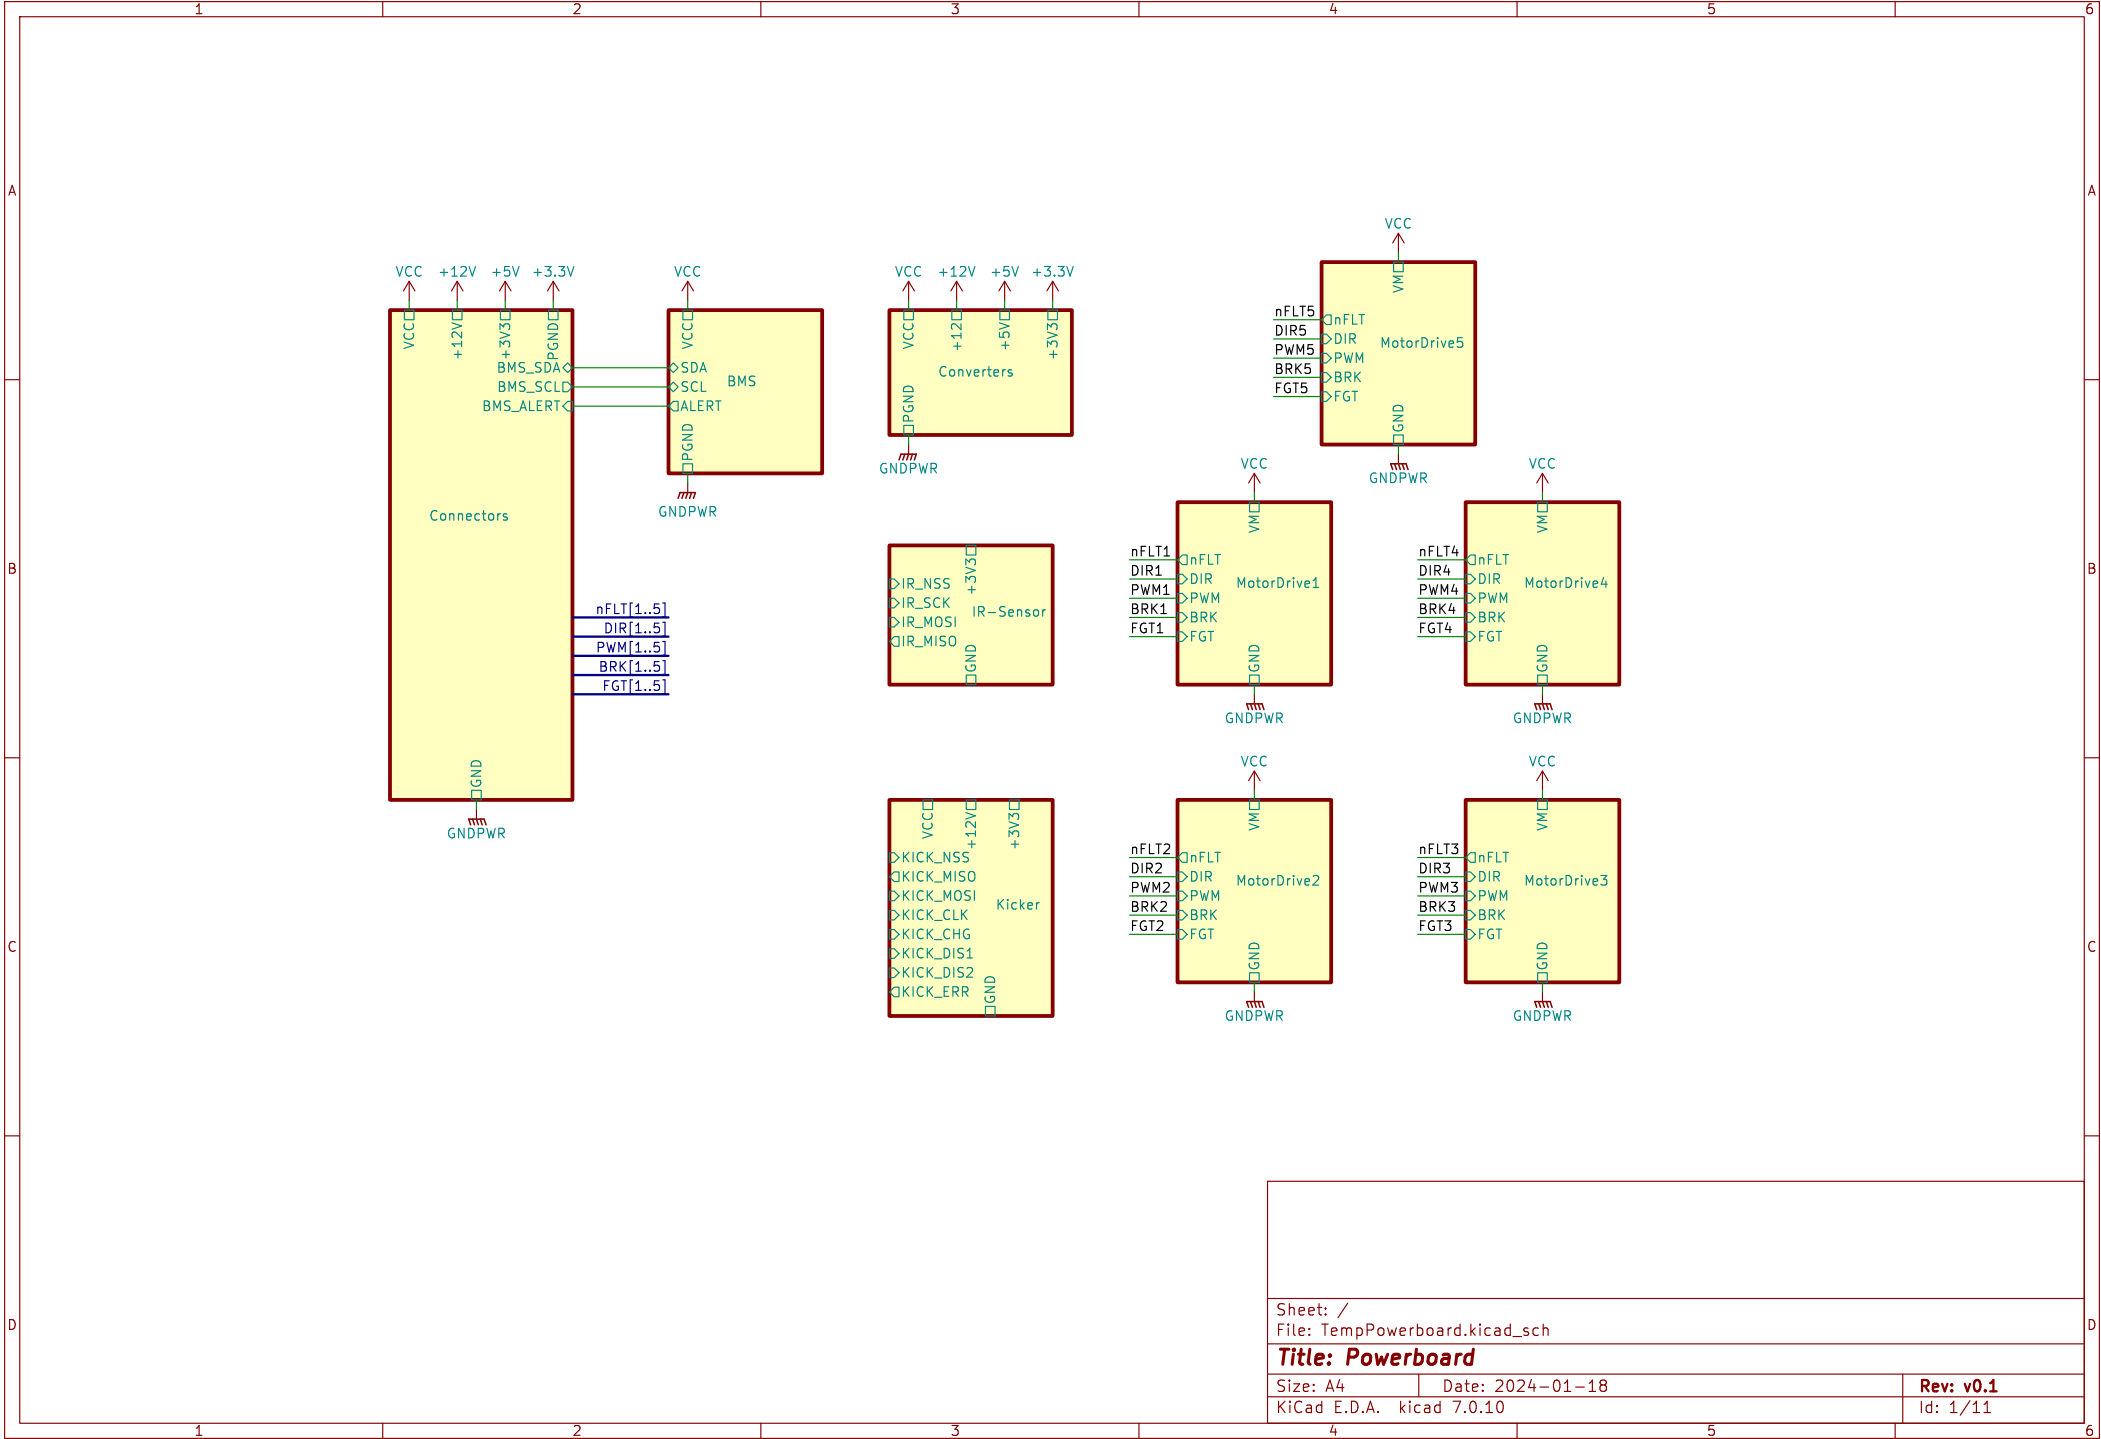 1 2 3 4 5 6
A A
B B
C C
D D
VCC +12V +5V +3.3V
VCC
+12V
+3V3
PGND
BMS_SDA
BMS_SCL
BMS_ALERT
Connectors
nFLT[1..5]
DIR[1..5]
PWM[1..5]
BRK[1..5]
FGT[1..5]
GND
GNDPWR
VCC
VCC
SDA
SCL
ALERT
BMS
PGND
GNDPWR
VCC +12V +5V +3.3V
VCC
+12
+5V
+3V3
Converters
PGND
GNDPWR
+3V3
IR_NSS
IR_SCK
IR_MOSI
IR_MISO
IR-Sensor
GND
VCC
+12V
+3V3
KICK_NSS
KICK_MISO
KICK_MOSI
KICK_CLK
KICK_CHG
KICK_DIS1
KICK_DIS2
KICK_ERR
Kicker
GND
VCC
VM
nFLT5 nFLT
DIR5 DIR
PWM5 PWM
BRK5 BRK
FGT5 FGT
MotorDrive5
GND
GNDPWR
VCC
VM
nFLT1 nFLT
DIR1 DIR
PWM1 PWM
BRK1 BRK
FGT1 FGT
MotorDrive1
GND
GNDPWR
VCC
VM
nFLT4 nFLT
DIR4 DIR
PWM4 PWM
BRK4 BRK
FGT4 FGT
MotorDrive4
GND
GNDPWR
VCC
VM
nFLT2 nFLT
DIR2 DIR
PWM2 PWM
BRK2 BRK
FGT2 FGT
MotorDrive2
GND
GNDPWR
VCC
VM
nFLT3 nFLT
DIR3 DIR
PWM3 PWM
BRK3 BRK
FGT3 FGT
MotorDrive3
GND
GNDPWR
Sheet: /
File: TempPowerboard.kicad_sch
Title: Powerboard
Size: A4 Date: 2024-01-18 Rev: v0.1
KiCad E.D.A. kicad 7.0.10 Id: 1/11
1 2 3 4 5 6